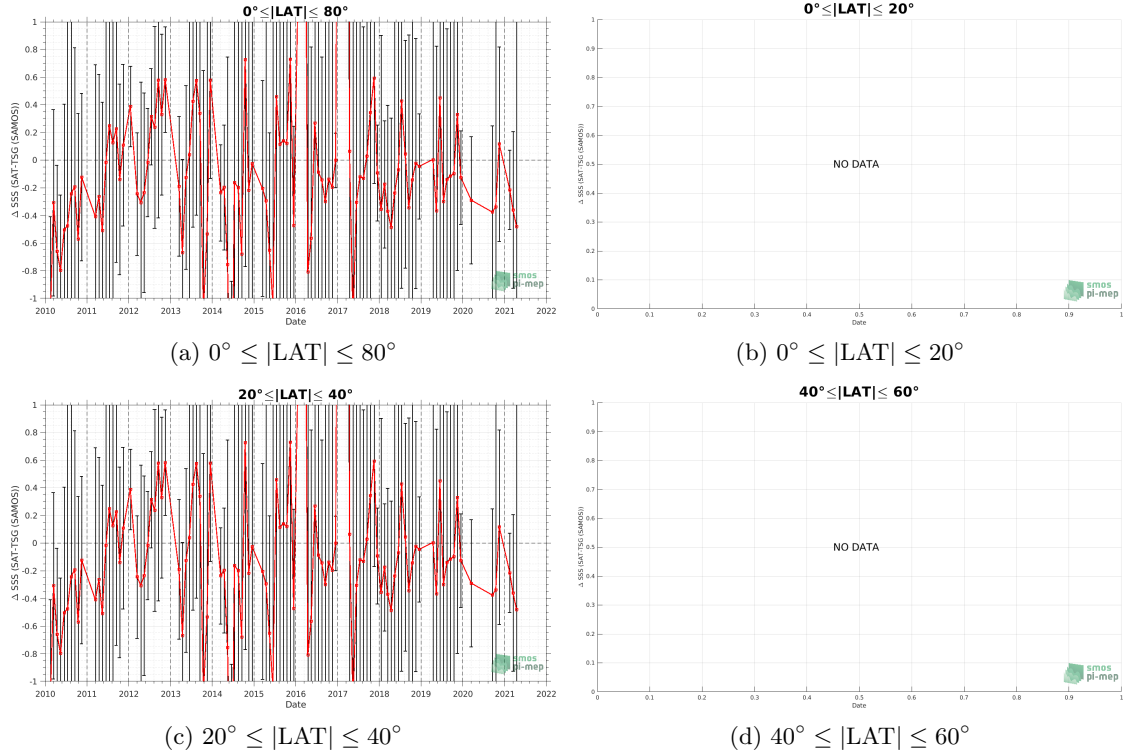 0°≤|LAT|≤ 80°
Δ SSS (SAT-TSG (SAMOS))
1
0.8
0.6
0.4
0.2
0
-0.2
-0.4
-0.6
-0.8
-1
2010 2011 2012 2013 2014 2015 2016 2017 2018 2019 2020 2021 2022
Date
smos
pi-mep
(a) 0° ≤ |LAT| ≤ 80°
0°≤|LAT|≤ 20°
Δ SSS (SAT-TSG (SAMOS))
1
0.9
0.8
0.7
0.6
0.5
0.4
0.3
0.2
0.1
0
NO DATA
0 0.1 0.2 0.3 0.4 0.5 0.6 0.7 0.8 0.9 1
Date
smos
pi-mep
(b) 0° ≤ |LAT| ≤ 20°
20°≤|LAT|≤ 40°
Δ SSS (SAT-TSG (SAMOS))
1
0.8
0.6
0.4
0.2
0
-0.2
-0.4
-0.6
-0.8
-1
2010 2011 2012 2013 2014 2015 2016 2017 2018 2019 2020 2021 2022
Date
smos
pi-mep
(c) 20° ≤ |LAT| ≤ 40°
40°≤|LAT|≤ 60°
Δ SSS (SAT-TSG (SAMOS))
1
0.9
0.8
0.7
0.6
0.5
0.4
0.3
0.2
0.1
0
NO DATA
0 0.1 0.2 0.3 0.4 0.5 0.6 0.7 0.8 0.9 1
Date
smos
pi-mep
(d) 40° ≤ |LAT| ≤ 60°